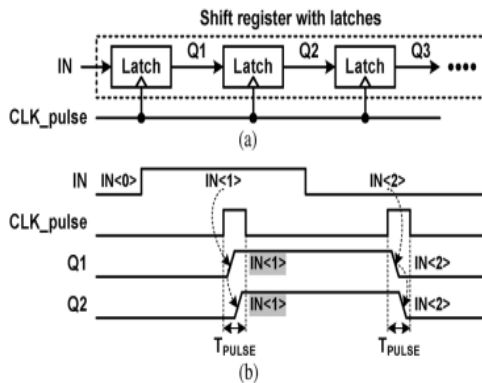 Shift register with latches
IN Latch Q1 Latch Q2 Latch Q3
CLK_pulse
(a)
IN IN<0> IN<1> IN<2>
CLK_pulse
Q1 IN<1> IN<2>
Q2 IN<1> IN<2>
TPULSE TPULSE
(b)